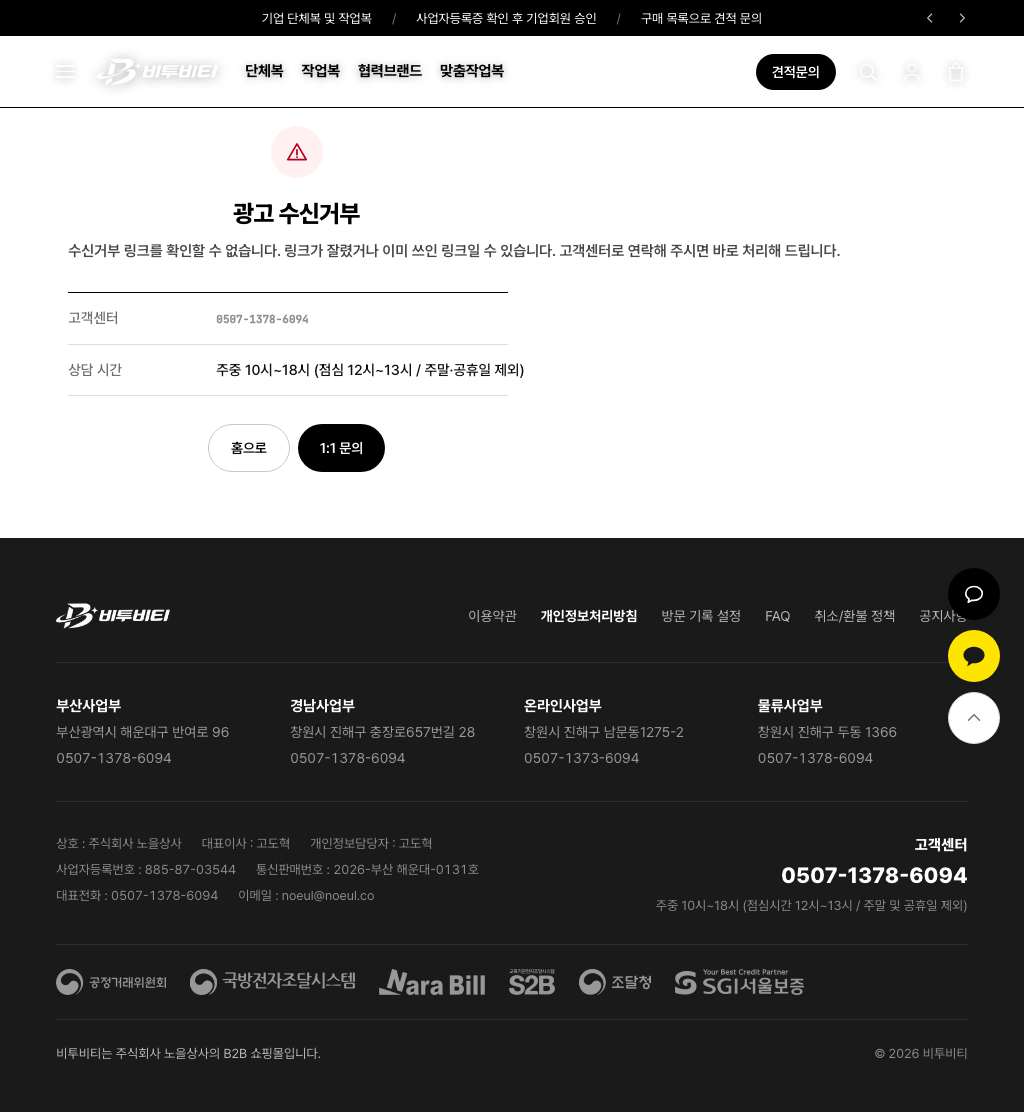 기업 단체복 및 작업복 / 사업자등록증 확인 후 기업회원 승인 / 구매 목록으로 견적 문의
비투비티 단체복 작업복 협력브랜드 맞춤작업복 견적문의
광고 수신거부
수신거부 링크를 확인할 수 없습니다. 링크가 잘렸거나 이미 쓰인 링크일 수 있습니다. 고객센터로 연락해 주시면 바로 처리해 드립니다.
고객센터 0507-1378-6094
상담 시간 주중 10시~18시 (점심 12시~13시 / 주말·공휴일 제외)
홈으로 1:1 문의
비투비티 이용약관 개인정보처리방침 방문 기록 설정 FAQ 취소/환불 정책 공지사항
부산사업부 경남사업부 온라인사업부 물류사업부
부산광역시 해운대구 반여로 96 창원시 진해구 충장로657번길 28 창원시 진해구 남문동1275-2 창원시 진해구 두동 1366
0507-1378-6094 0507-1378-6094 0507-1373-6094 0507-1378-6094
상호 : 주식회사 노을상사 대표이사 : 고도혁 개인정보담당자 : 고도혁
사업자등록번호 : 885-87-03544 통신판매번호 : 2026-부산 해운대-0131호
대표전화 : 0507-1378-6094 이메일 : noeul@noeul.co
고객센터
0507-1378-6094
주중 10시~18시 (점심시간 12시~13시 / 주말 및 공휴일 제외)
공정거래위원회 국방전자조달시스템 Nara Bill S2B 조달청 Your Best Credit Partner SGI서울보증
비투비티는 주식회사 노을상사의 B2B 쇼핑몰입니다. © 2026 비투비티